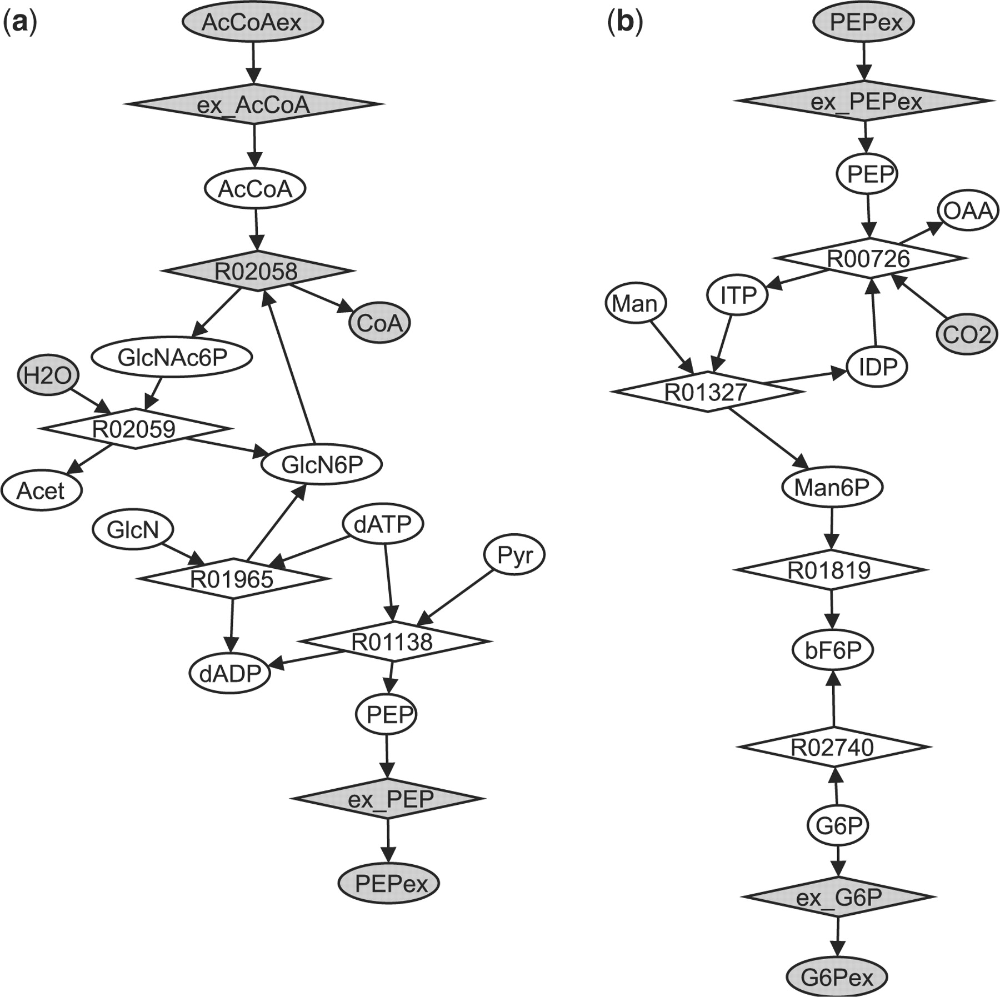 (a)
AcCoAex
ex_AcCoA
AcCoA
R02058
CoA
GlcNAc6P
H2O
R02059
GlcN6P
Acet
GlcN
dATP
Pyr
R01965
R01138
dADP
PEP
ex_PEP
PEPex
(b)
PEPex
ex_PEPex
PEP
OAA
R00726
ITP
Man
CO2
IDP
R01327
Man6P
R01819
bF6P
R02740
G6P
ex_G6P
G6Pex